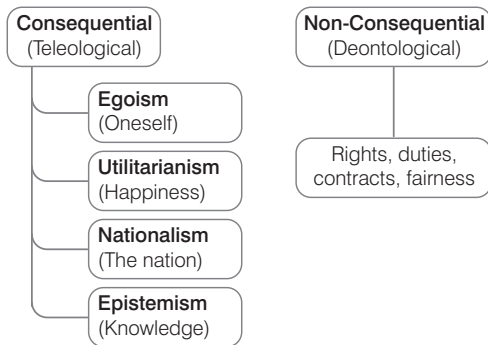 Consequential
(Teleological)
Egoism
(Oneself)
Utilitarianism
(Happiness)
Nationalism
(The nation)
Epistemism
(Knowledge)
Non-Consequential
(Deontological)
Rights, duties,
contracts, fairness